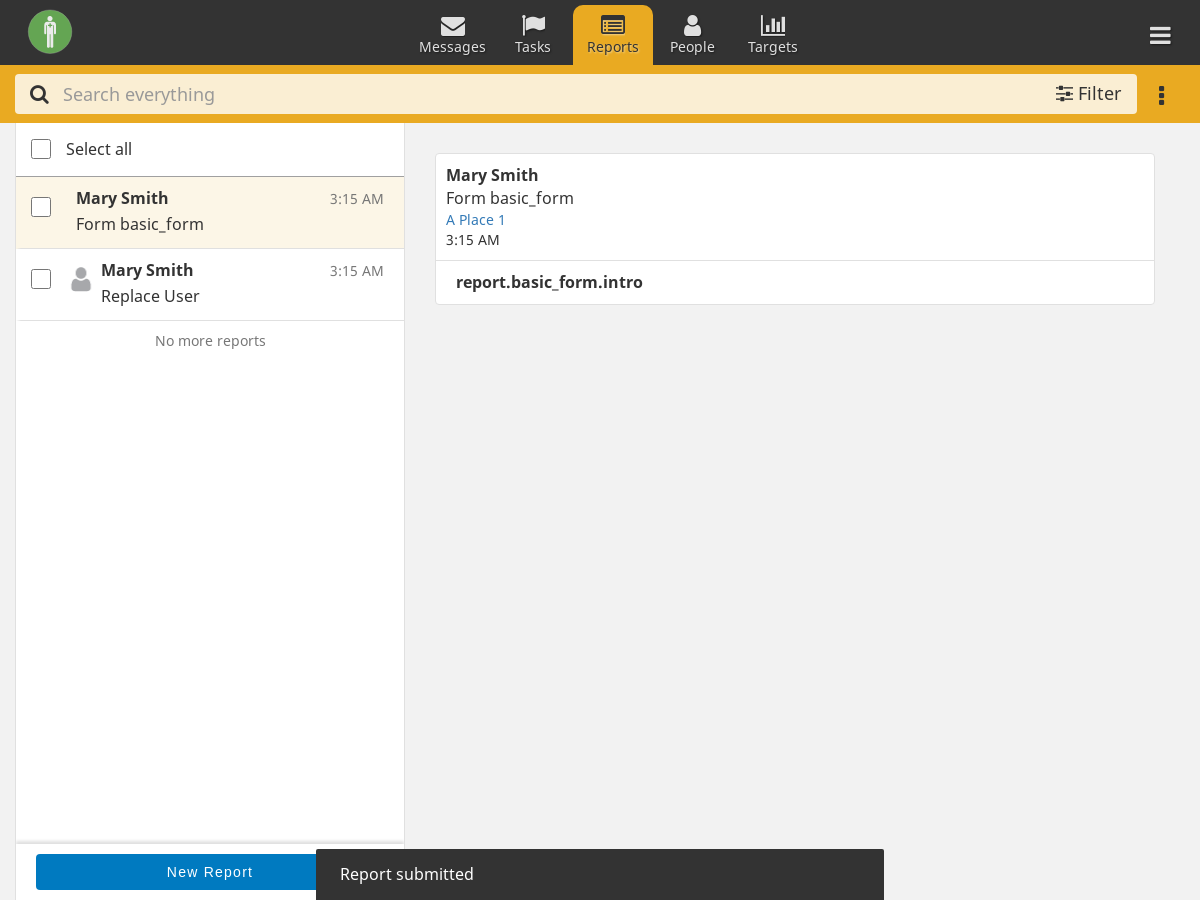 Messages
Tasks
Reports
People
Targets
Search everything
Filter
Select all
Mary Smith
3:15 AM
Form basic_form
Mary Smith
3:15 AM
Replace User
No more reports
New Report
Mary Smith
Form basic_form
A Place 1
3:15 AM
report.basic_form.intro
Report submitted